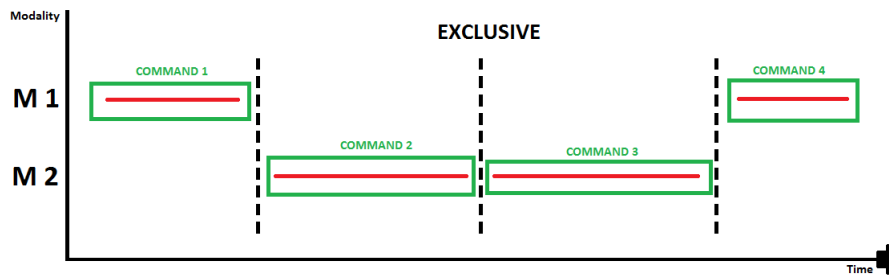 Modality
EXCLUSIVE
COMMAND 1
COMMAND 4
M 1
COMMAND 2
COMMAND 3
M 2
Time